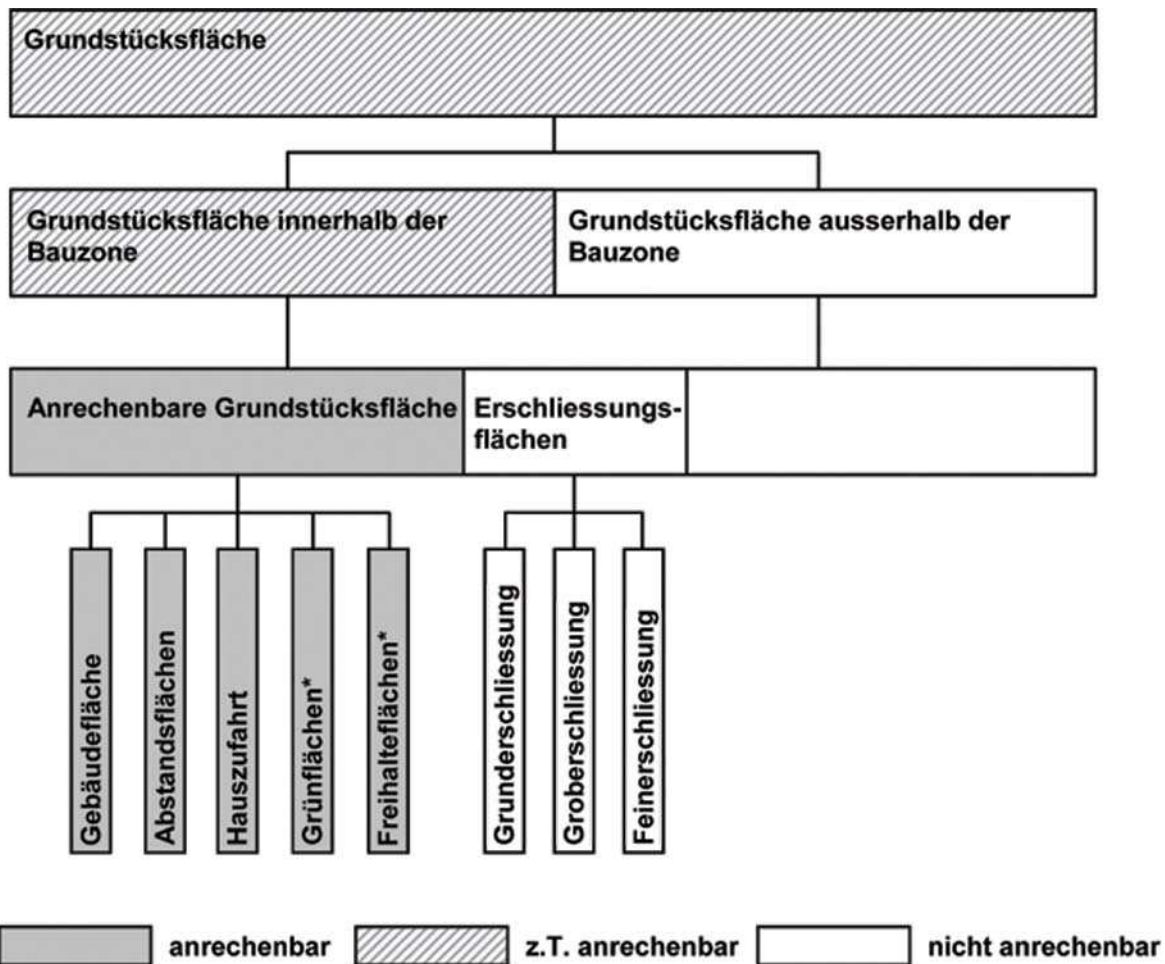 Grundstücksfläche
Grundstücksfläche innerhalb der
Bauzone
Grundstücksfläche ausserhalb der
Bauzone
Anrechenbare Grundstücksfläche
Erschliessungs-
flächen
Gebäudefläche
Abstandsflächen
Hauszufahrt
Grünflächen*
Freihalteflächen*
Grunderschliessung
Groberschliessung
Feinerschliessung
anrechenbar
z.T. anrechenbar
nicht anrechenbar